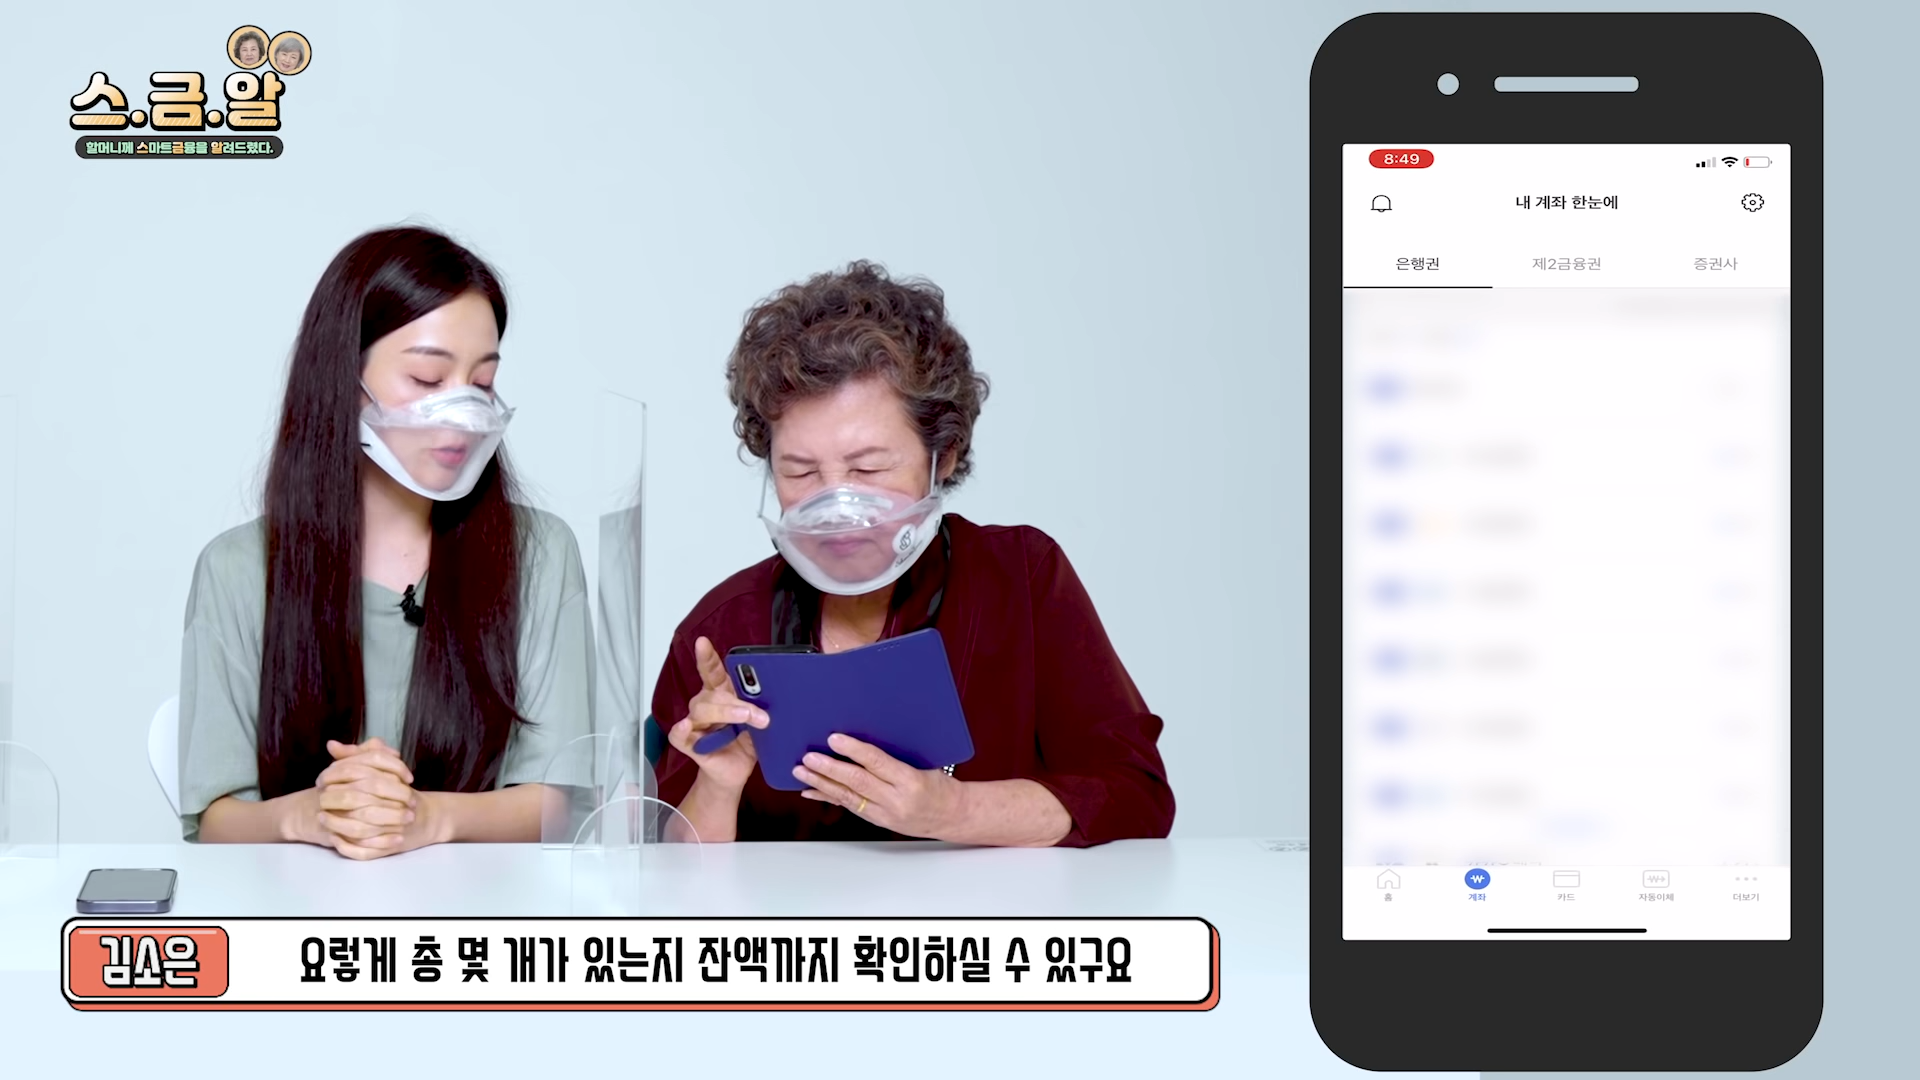 스.금.알
할머니께 스마트금융을 알려드렸다.
8:49
내 계좌 한눈에
은행권
제2금융권
증권사
홈
계좌
카드
자동이체
더보기
김소은
요렇게 총 몇 개가 있는지 잔액까지 확인하실 수 있구요